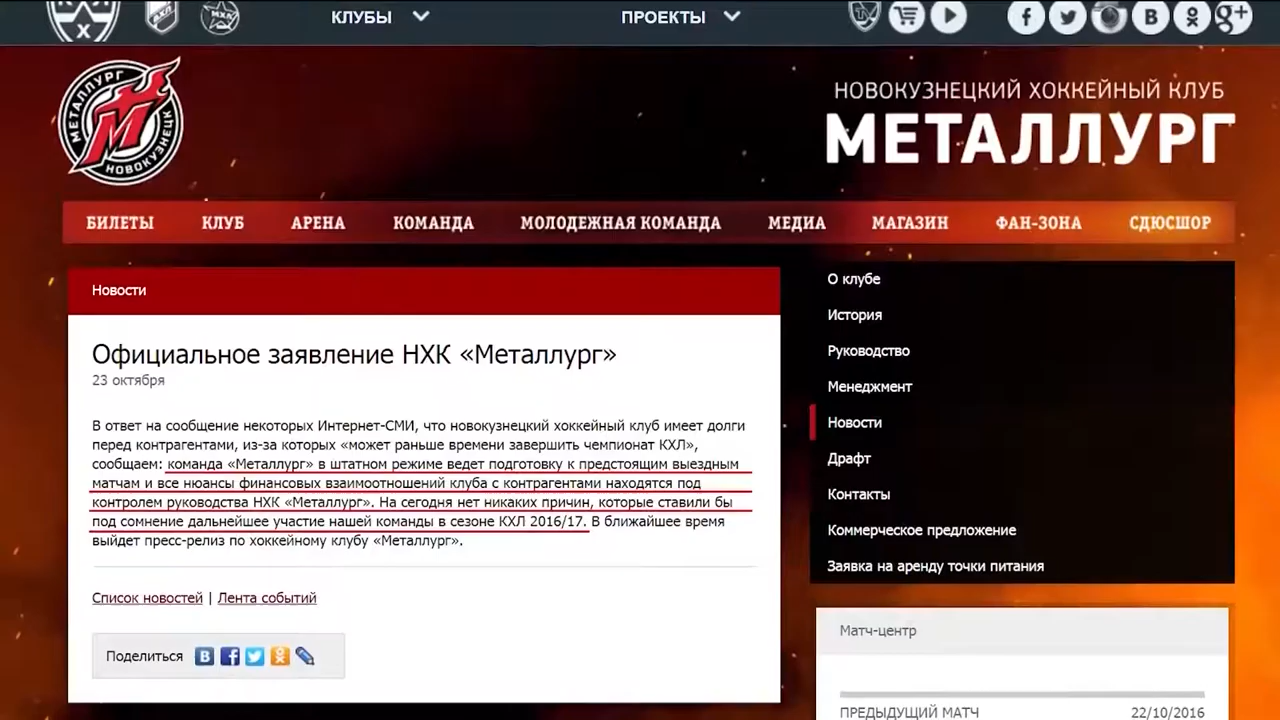 КЛУБЫ
ПРОЕКТЫ
МЕТАЛЛУРГ
НОВОКУЗНЕЦК
НОВОКУЗНЕЦКИЙ ХОККЕЙНЫЙ КЛУБ
МЕТАЛЛУРГ
БИЛЕТЫ КЛУБ АРЕНА КОМАНДА МОЛОДЕЖНАЯ КОМАНДА МЕДИА МАГАЗИН ФАН-ЗОНА СДЮСШОР
Новости
Официальное заявление НХК «Металлург»
23 октября
В ответ на сообщение некоторых Интернет-СМИ, что новокузнецкий хоккейный клуб имеет долги
перед контрагентами, из-за которых «может раньше времени завершить чемпионат КХЛ»,
сообщаем: команда «Металлург» в штатном режиме ведет подготовку к предстоящим выездным
матчам и все нюансы финансовых взаимоотношений клуба с контрагентами находятся под
контролем руководства НХК «Металлург». На сегодня нет никаких причин, которые ставили бы
под сомнение дальнейшее участие нашей команды в сезоне КХЛ 2016/17. В ближайшее время
выйдет пресс-релиз по хоккейному клубу «Металлург».
Список новостей | Лента событий
Поделиться
О клубе
История
Руководство
Менеджмент
Новости
Драфт
Контакты
Коммерческое предложение
Заявка на аренду точки питания
Матч-центр
ПРЕДЫДУЩИЙ МАТЧ 22/10/2016